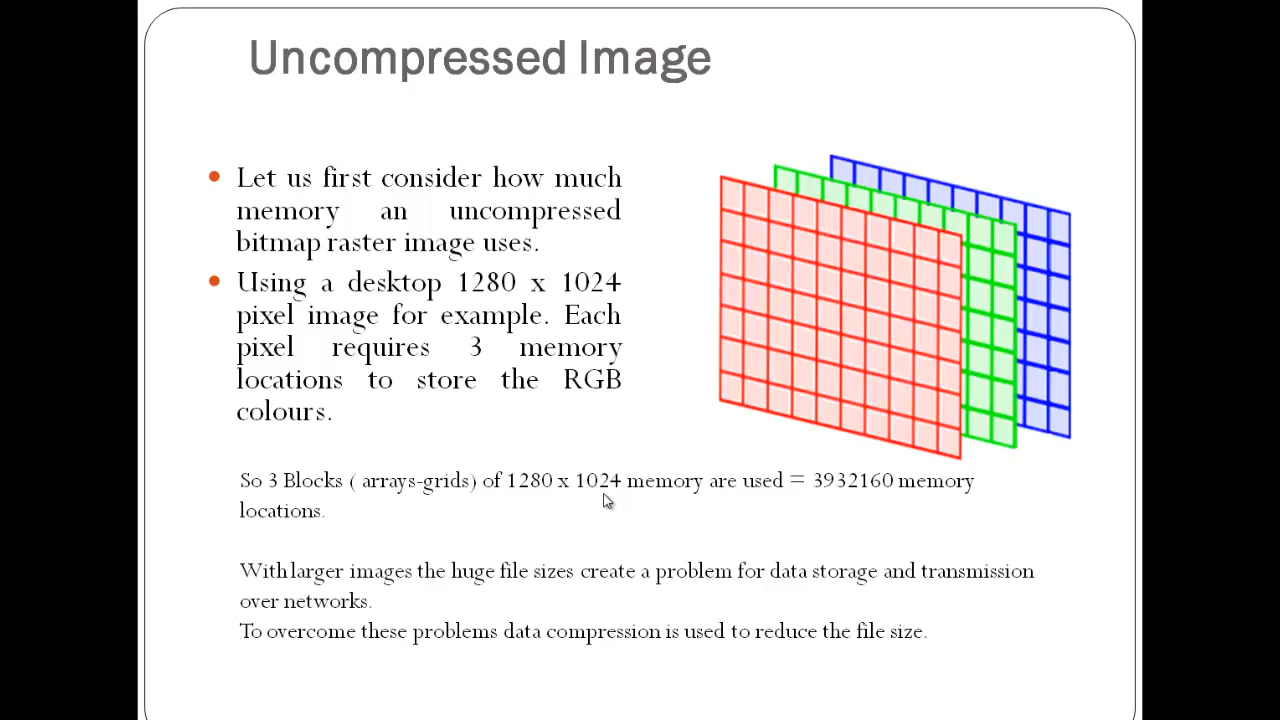 Uncompressed Image
Let us first consider how much
memory an uncompressed
bitmap raster image uses.
Using a desktop 1280 x 1024
pixel image for example. Each
pixel requires 3 memory
locations to store the RGB
colours.
So 3 Blocks ( arrays-grids) of 1280 x 1024 memory are used = 3932160 memory
locations.
With larger images the huge file sizes create a problem for data storage and transmission
over networks.
To overcome these problems data compression is used to reduce the file size.